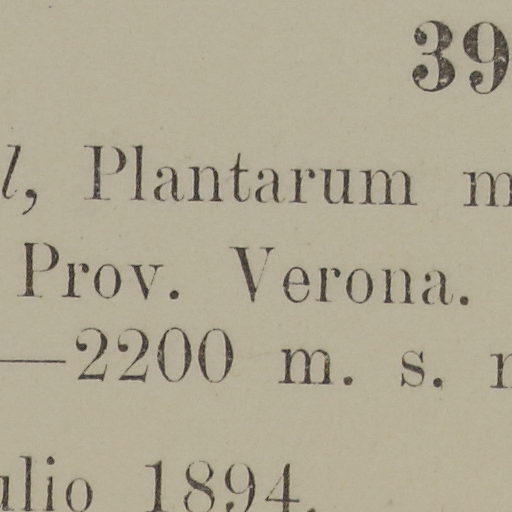 39
l, Plantarum m
Prov. Verona.
—2200 m. s.
ulio 1894.